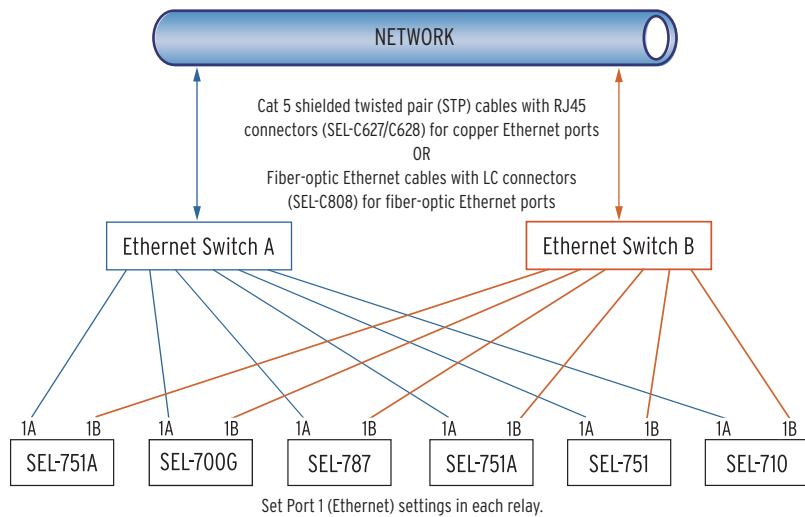 NETWORK
Cat 5 shielded twisted pair (STP) cables with RJ45
connectors (SEL-C627/C628) for copper Ethernet ports
OR
Fiber-optic Ethernet cables with LC connectors
(SEL-C808) for fiber-optic Ethernet ports
Ethernet Switch A
Ethernet Switch B
1A 1B 1A 1B 1A 1B 1A 1B 1A 1B 1A 1B
SEL-751A SEL-700G SEL-787 SEL-751A SEL-751 SEL-710
Set Port 1 (Ethernet) settings in each relay.